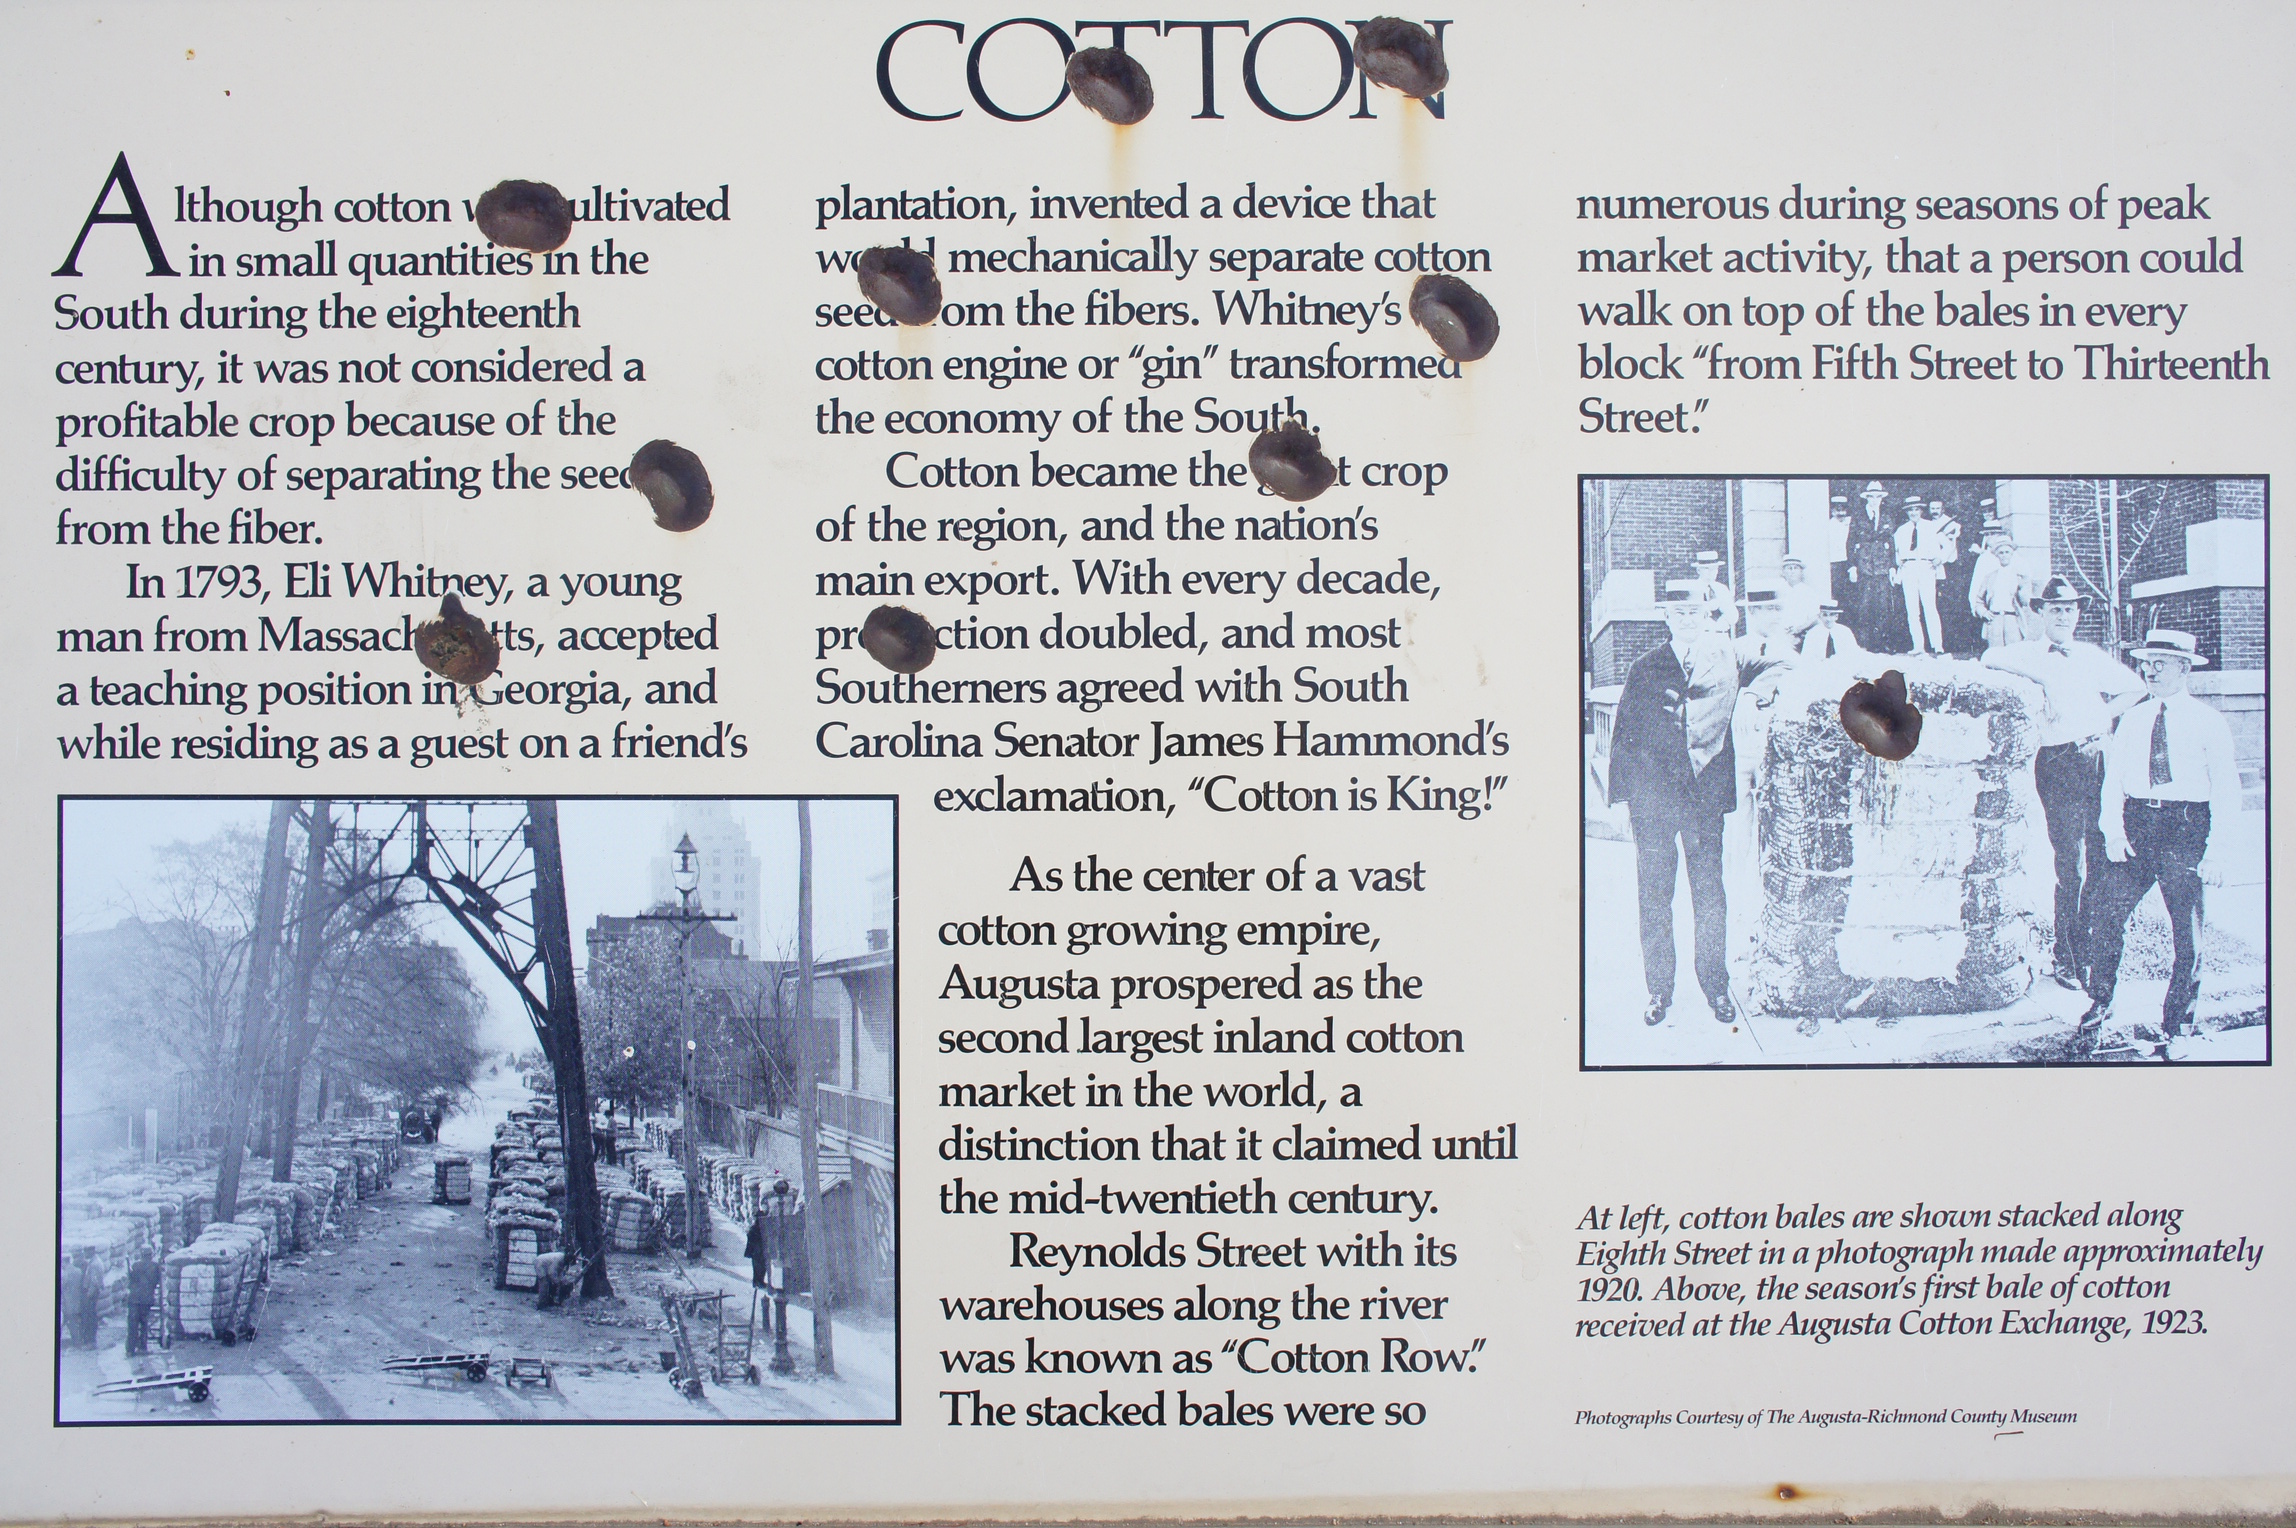 COTTON
Although cotton was cultivated
in small quantities in the
South during the eighteenth
century, it was not considered a
profitable crop because of the
difficulty of separating the
from the fiber.
In 1793, Eli Whitney, a young
man from Massachusetts, accepted
a teaching position in Georgia, and
while residing as a guest on a friend's
plantation, invented a device that
would mechanically separate cotton
from the fibers. Whitney's
cotton engine or "gin" transformed
the economy of the South.
Cotton became the great crop
of the region, and the nation's
main export. With every decade,
production doubled, and most
Southerners agreed with South
Carolina Senator James Hammond's
exclamation, "Cotton is King!"
As the center of a vast
cotton growing empire,
Augusta prospered as the
second largest inland cotton
market in the world, a
distinction that it claimed until
the mid-twentieth century.
Reynolds Street with its
warehouses along the river
was known as "Cotton Row."
The stacked bales were so
numerous during seasons of peak
market activity, that a person could
walk on top of the bales in every
block "from Fifth Street to Thirteenth
Street."
At left, cotton bales are shown stacked along
Eighth Street in a photograph made approximately
1920. Above, the season's first bale of cotton
received at the Augusta Cotton Exchange, 1923.
Photographs Courtesy of The Augusta-Richmond County Museum